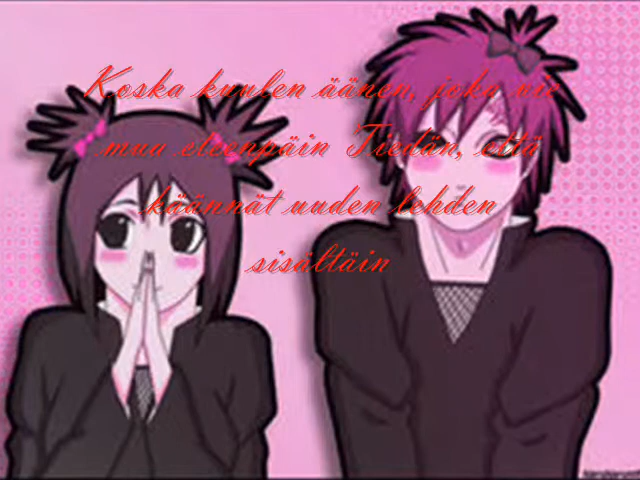 Koska kuulen äänen, joka vie
mua eteenpäin Tiedän, että
käännät uuden lehden
sisältäin